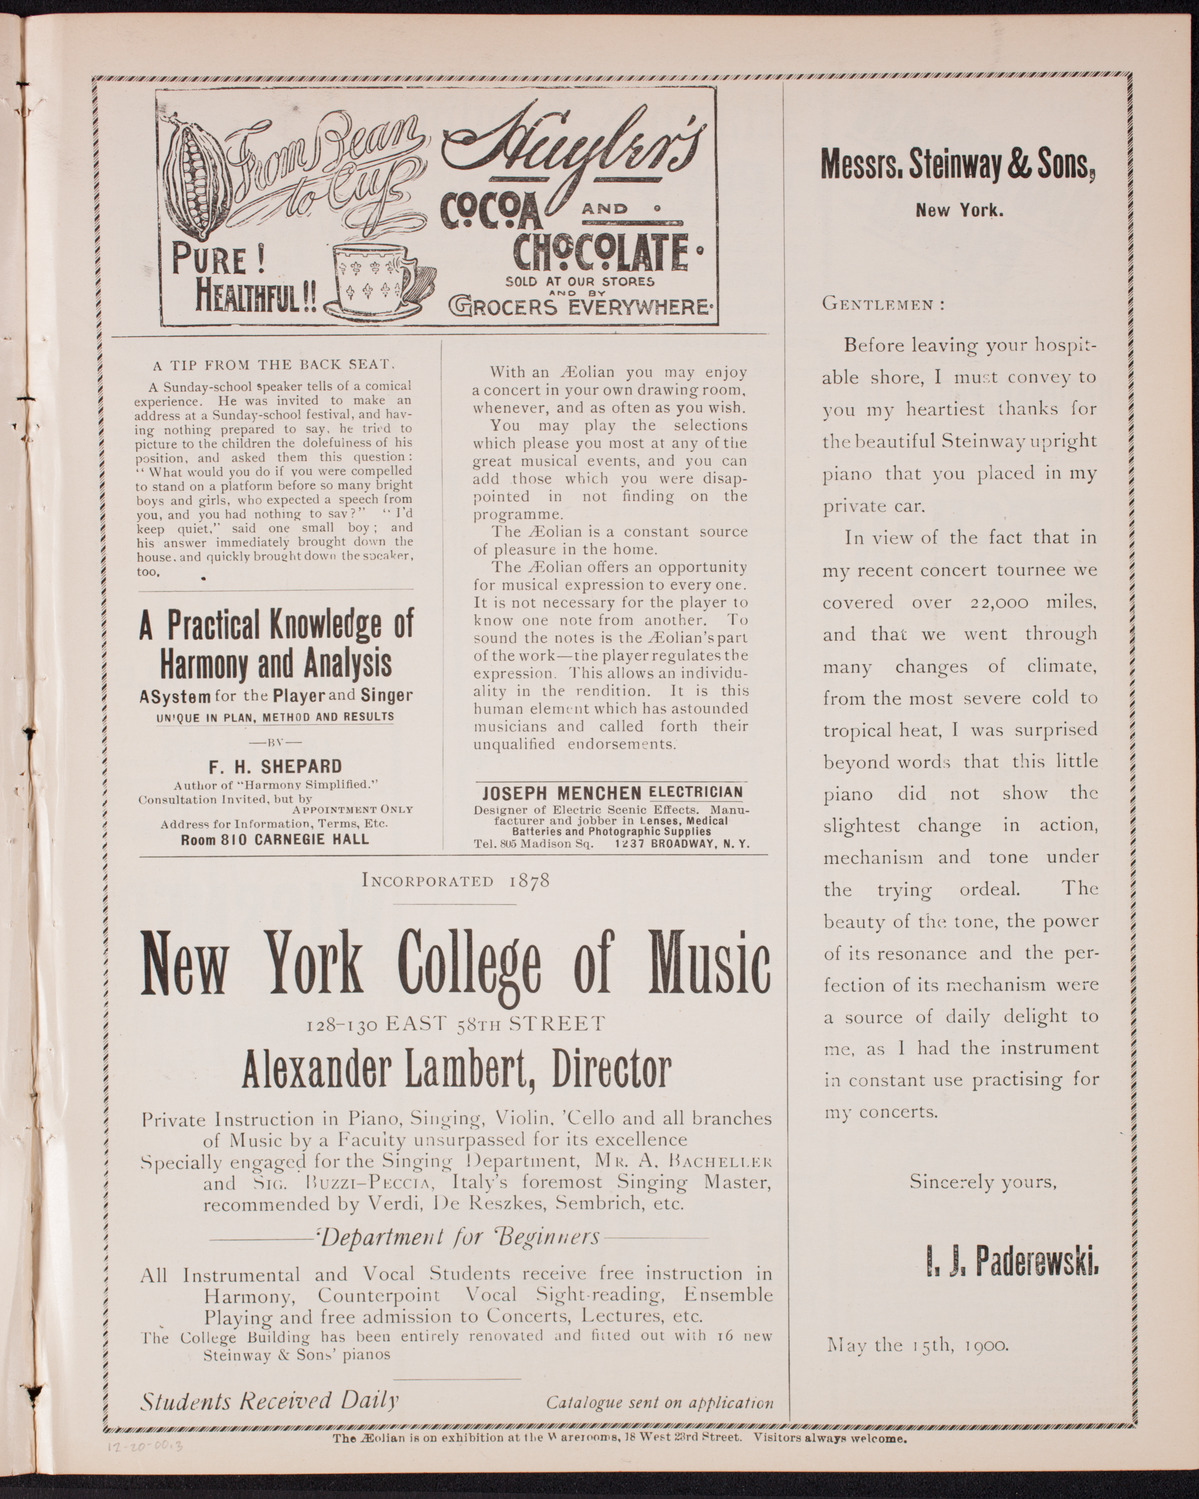 From Bean
to Cup
PURE!
HEALTHFUL!!
Huyler's
COCOA AND
CHOCOLATE
SOLD AT OUR STORES
AND BY
GROCERS EVERYWHERE
A TIP FROM THE BACK SEAT.
A Sunday-school speaker tells of a comical
experience. He was invited to make an
address at a Sunday-school festival, and hav-
ing nothing prepared to say, he tried to
picture to the children the dolefulness of his
position, and asked them this question:
"What would you do if you were compelled
to stand on a platform before so many bright
boys and girls, who expected a speech from
you, and you had nothing to say?" "I'd
keep quiet," said one small boy; and
his answer immediately brought down the
house, and quickly brought down the speaker,
too.
A Practical Knowledge of
Harmony and Analysis
A System for the Player and Singer
UNIQUE IN PLAN, METHOD AND RESULTS
—BY—
F. H. SHEPARD
Author of "Harmony Simplified."
Consultation Invited, but by
APPOINTMENT ONLY
Address for Information, Terms, Etc.
Room 810 CARNEGIE HALL
With an Æolian you may enjoy
a concert in your own drawing room,
whenever, and as often as you wish.
You may play the selections
which please you most at any of the
great musical events, and you can
add those which you were disap-
pointed in not finding on the
programme.
The Æolian is a constant source
of pleasure in the home.
The Æolian offers an opportunity
for musical expression to every one.
It is not necessary for the player to
know one note from another. To
sound the notes is the Æolian's part
of the work—the player regulates the
expression. This allows an individu-
ality in the rendition. It is this
human element which has astounded
musicians and called forth their
unqualified endorsements.
JOSEPH MENCHEN ELECTRICIAN
Designer of Electric Scenic Effects. Manu-
facturer and jobber in Lenses, Medical
Batteries and Photographic Supplies
Tel. 805 Madison Sq. 1237 BROADWAY, N. Y.
INCORPORATED 1878
New York College of Music
128-130 EAST 58TH STREET
Alexander Lambert, Director
Private Instruction in Piano, Singing, Violin, 'Cello and all branches
of Music by a Faculty unsurpassed for its excellence
Specially engaged for the Singing Department, MR. A. BACHELLER
and SIG. BUZZI-PECCIA, Italy's foremost Singing Master,
recommended by Verdi, De Reszkes, Sembrich, etc.
Department for Beginners
All Instrumental and Vocal Students receive free instruction in
Harmony, Counterpoint Vocal Sight-reading, Ensemble
Playing and free admission to Concerts, Lectures, etc.
The College Building has been entirely renovated and fitted out with 16 new
Steinway & Sons' pianos
Students Received Daily Catalogue sent on application
Messrs. Steinway & Sons,
New York.
GENTLEMEN:
Before leaving your hospit-
able shore, I must convey to
you my heartiest thanks for
the beautiful Steinway upright
piano that you placed in my
private car.
In view of the fact that in
my recent concert tournee we
covered over 22,000 miles,
and that we went through
many changes of climate,
from the most severe cold to
tropical heat, I was surprised
beyond words that this little
piano did not show the
slightest change in action,
mechanism and tone under
the trying ordeal. The
beauty of the tone, the power
of its resonance and the per-
fection of its mechanism were
a source of daily delight to
me, as I had the instrument
in constant use practising for
my concerts.
Sincerely yours,
I. J. Paderewski.
May the 15th, 1900.
The Æolian is on exhibition at the Warerooms, 18 West 23rd Street. Visitors always welcome.
12-20-00.3